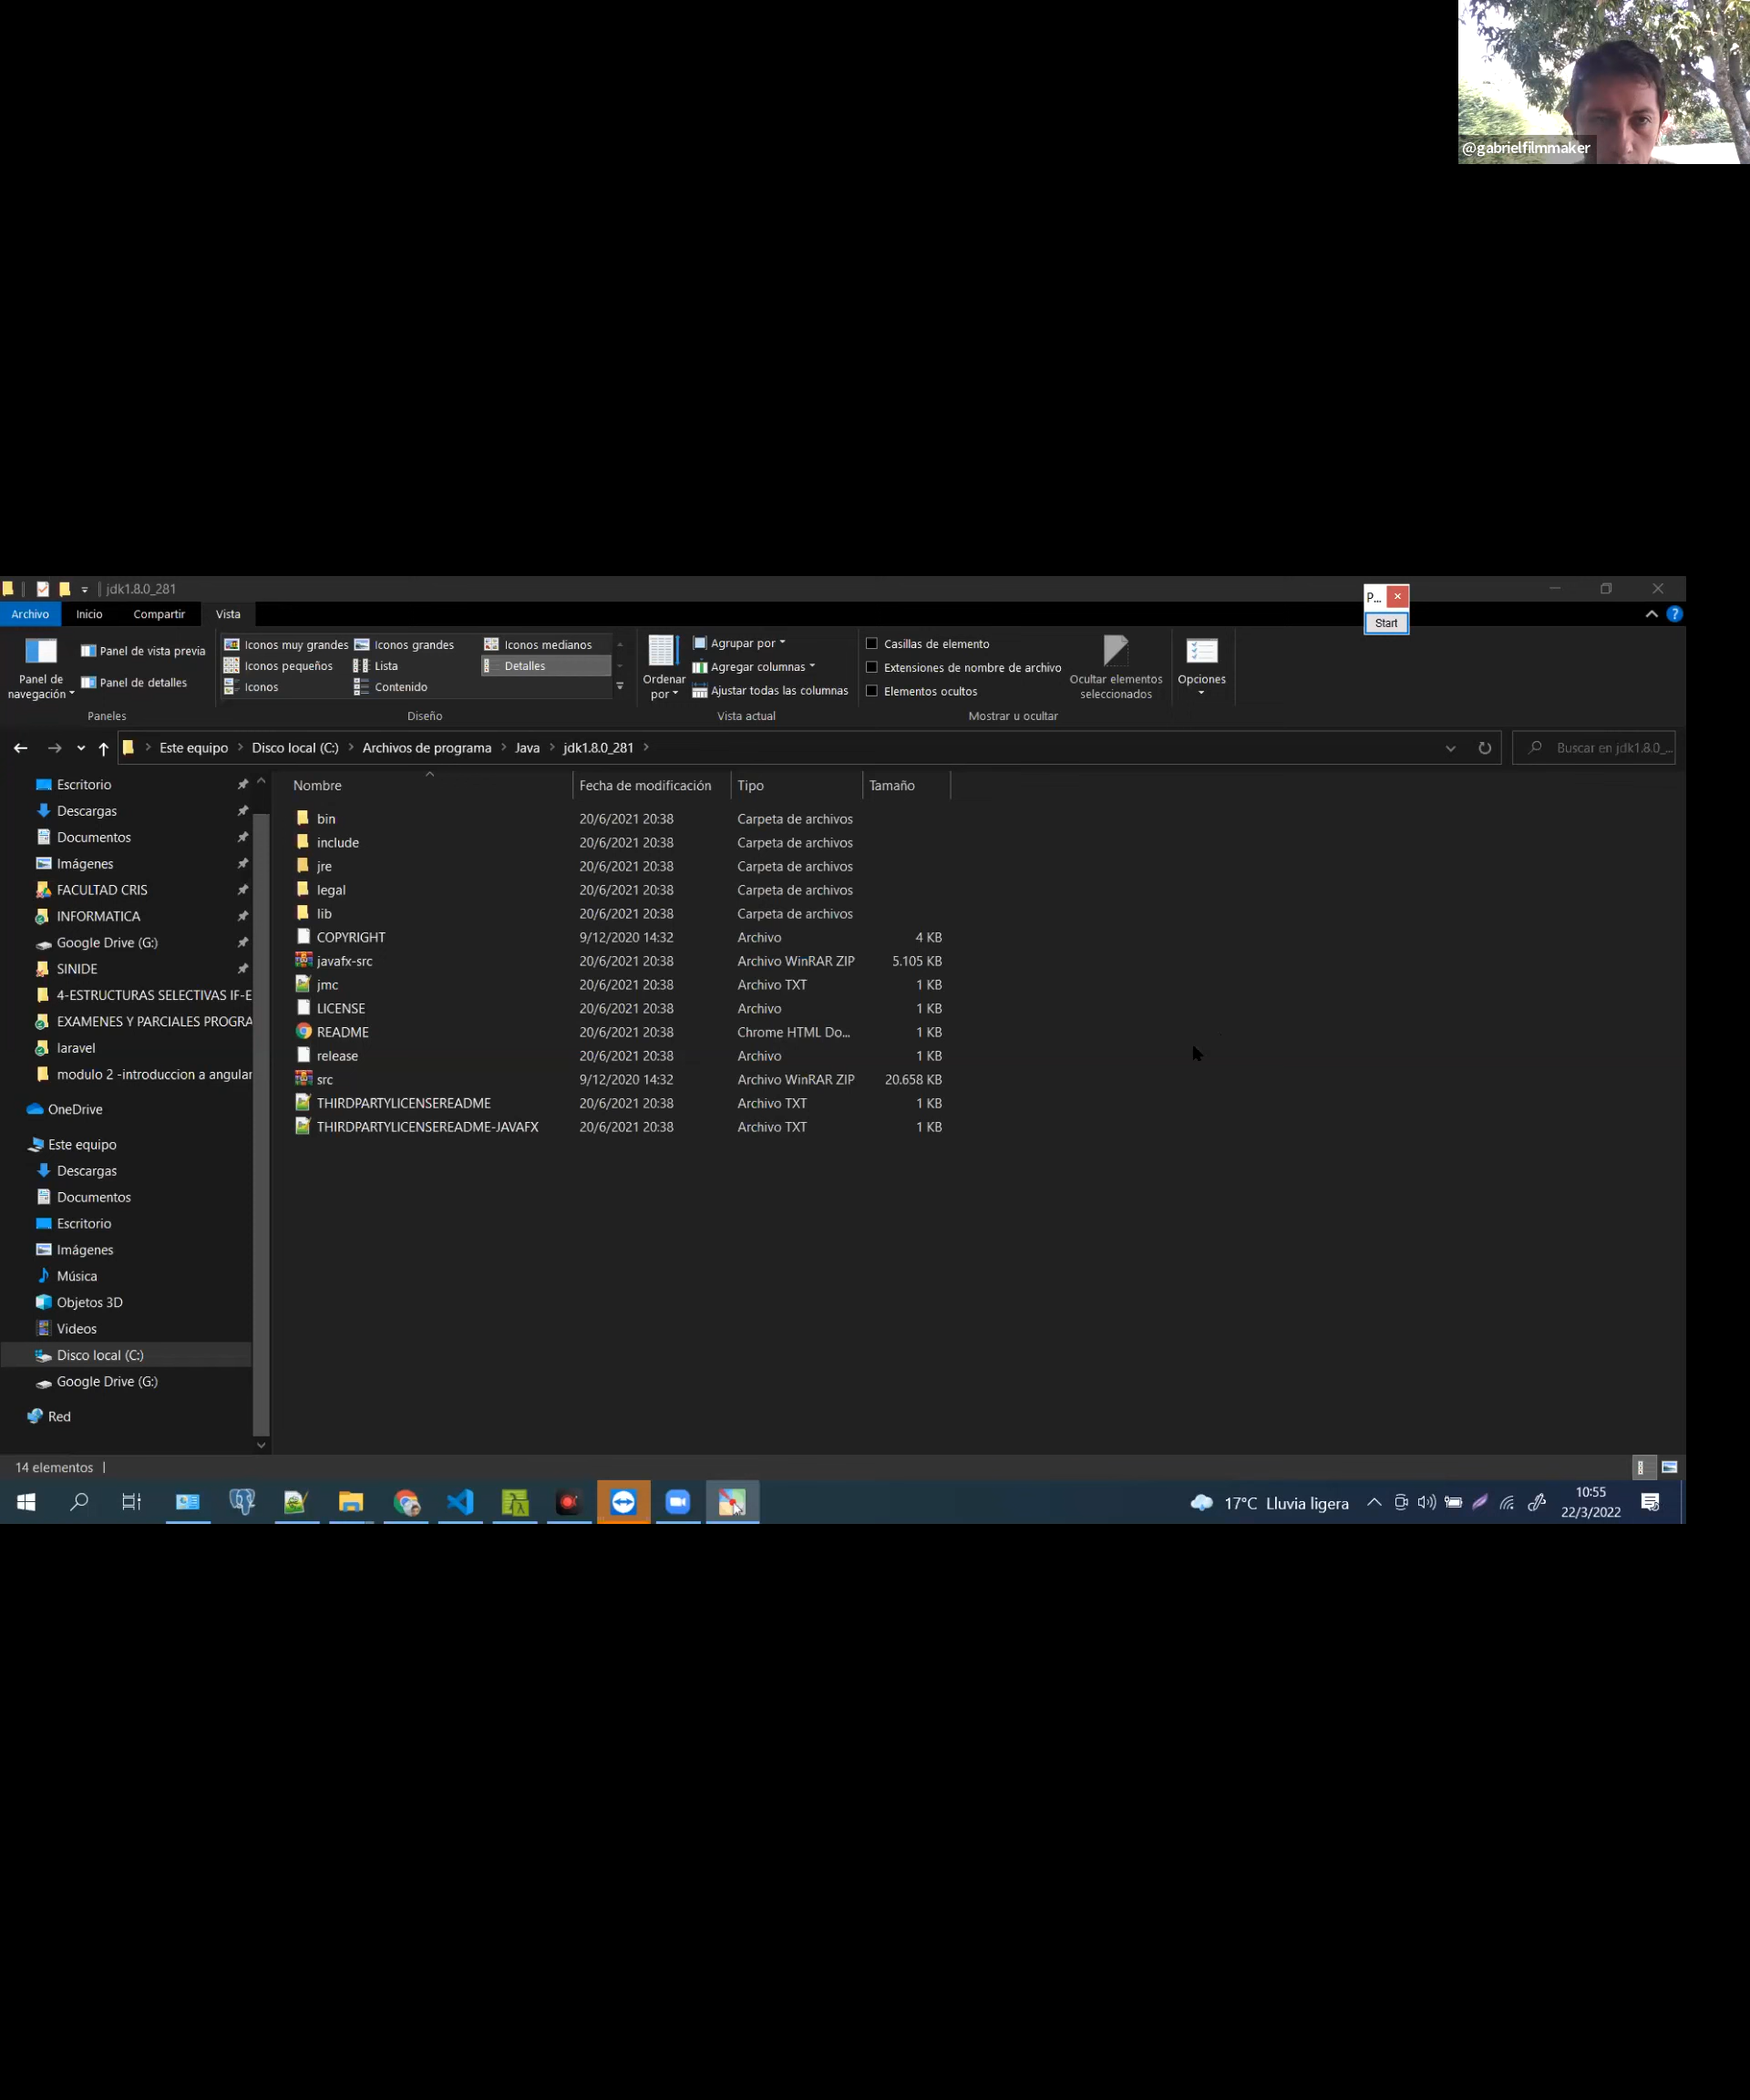 @gabrielfilmmaker
jdk1.8.0_281
P...
Archivo Inicio Compartir Vista
Start
Panel de navegación
Panel de vista previa
Panel de detalles
Paneles
Iconos muy grandes Iconos grandes Iconos medianos
Iconos pequeños Lista Detalles
Iconos Contenido
Diseño
Ordenar por
Agrupar por
Agregar columnas
Ajustar todas las columnas
Vista actual
Casillas de elemento
Extensiones de nombre de archivo
Elementos ocultos
Ocultar elementos seleccionados
Mostrar u ocultar
Opciones
Este equipo > Disco local (C:) > Archivos de programa > Java > jdk1.8.0_281 >
Buscar en jdk1.8.0_...
Escritorio
Descargas
Documentos
Imágenes
FACULTAD CRIS
INFORMATICA
Google Drive (G:)
SINIDE
4-ESTRUCTURAS SELECTIVAS IF-E
EXAMENES Y PARCIALES PROGRA
laravel
modulo 2 -introduccion a angular
OneDrive
Este equipo
Descargas
Documentos
Escritorio
Imágenes
Música
Objetos 3D
Videos
Disco local (C:)
Google Drive (G:)
Red
Nombre Fecha de modificación Tipo Tamaño
bin 20/6/2021 20:38 Carpeta de archivos
include 20/6/2021 20:38 Carpeta de archivos
jre 20/6/2021 20:38 Carpeta de archivos
legal 20/6/2021 20:38 Carpeta de archivos
lib 20/6/2021 20:38 Carpeta de archivos
COPYRIGHT 9/12/2020 14:32 Archivo 4 KB
javafx-src 20/6/2021 20:38 Archivo WinRAR ZIP 5.105 KB
jmc 20/6/2021 20:38 Archivo TXT 1 KB
LICENSE 20/6/2021 20:38 Archivo 1 KB
README 20/6/2021 20:38 Chrome HTML Do... 1 KB
release 20/6/2021 20:38 Archivo 1 KB
src 9/12/2020 14:32 Archivo WinRAR ZIP 20.658 KB
THIRDPARTYLICENSEREADME 20/6/2021 20:38 Archivo TXT 1 KB
THIRDPARTYLICENSEREADME-JAVAFX 20/6/2021 20:38 Archivo TXT 1 KB
14 elementos
17°C Lluvia ligera
10:55
22/3/2022